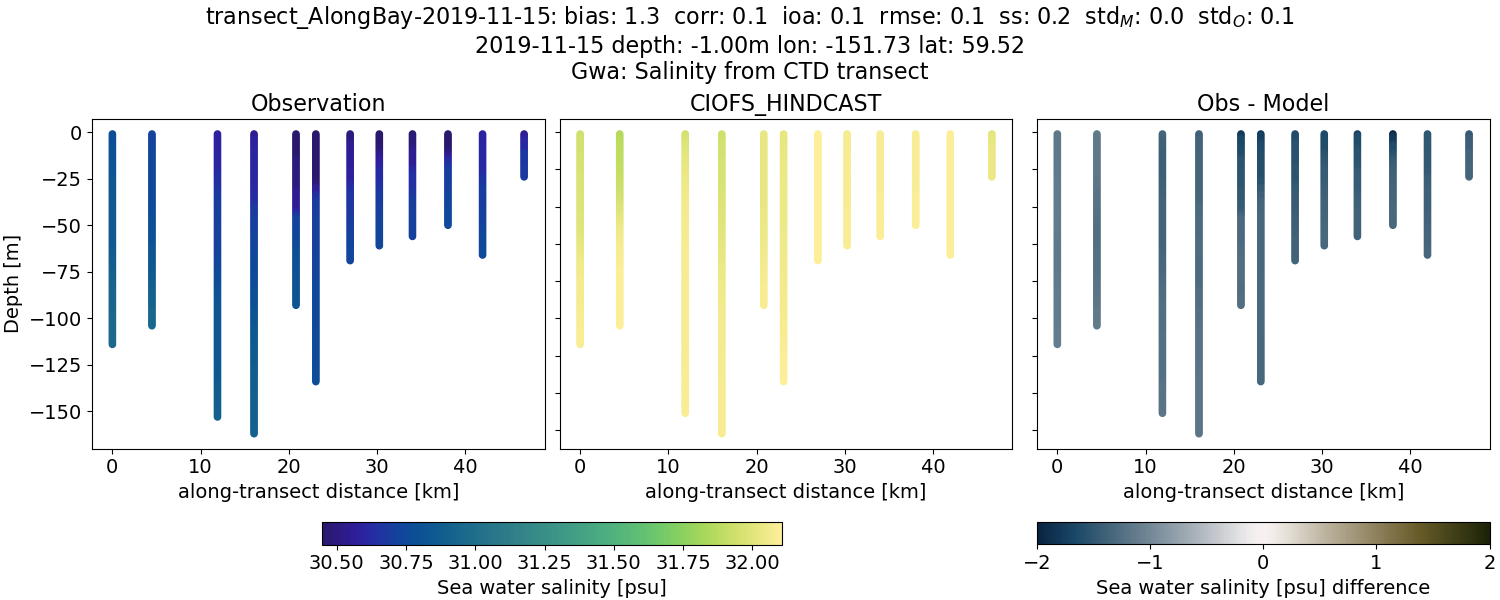 transect_AlongBay-2019-11-15: bias: 1.3 corr: 0.1 ioa: 0.1 rmse: 0.1 ss: 0.2 std_M: 0.0 std_O: 0.1
2019-11-15 depth: -1.00m lon: -151.73 lat: 59.52
Gwa: Salinity from CTD transect
Observation
CIOFS_HINDCAST
Obs - Model
0
−25
−50
−75
−100
−125
−150
Depth [m]
0 10 20 30 40
0 10 20 30 40
0 10 20 30 40
along-transect distance [km]
along-transect distance [km]
along-transect distance [km]
30.50 30.75 31.00 31.25 31.50 31.75 32.00
Sea water salinity [psu]
−2 −1 0 1 2
Sea water salinity [psu] difference